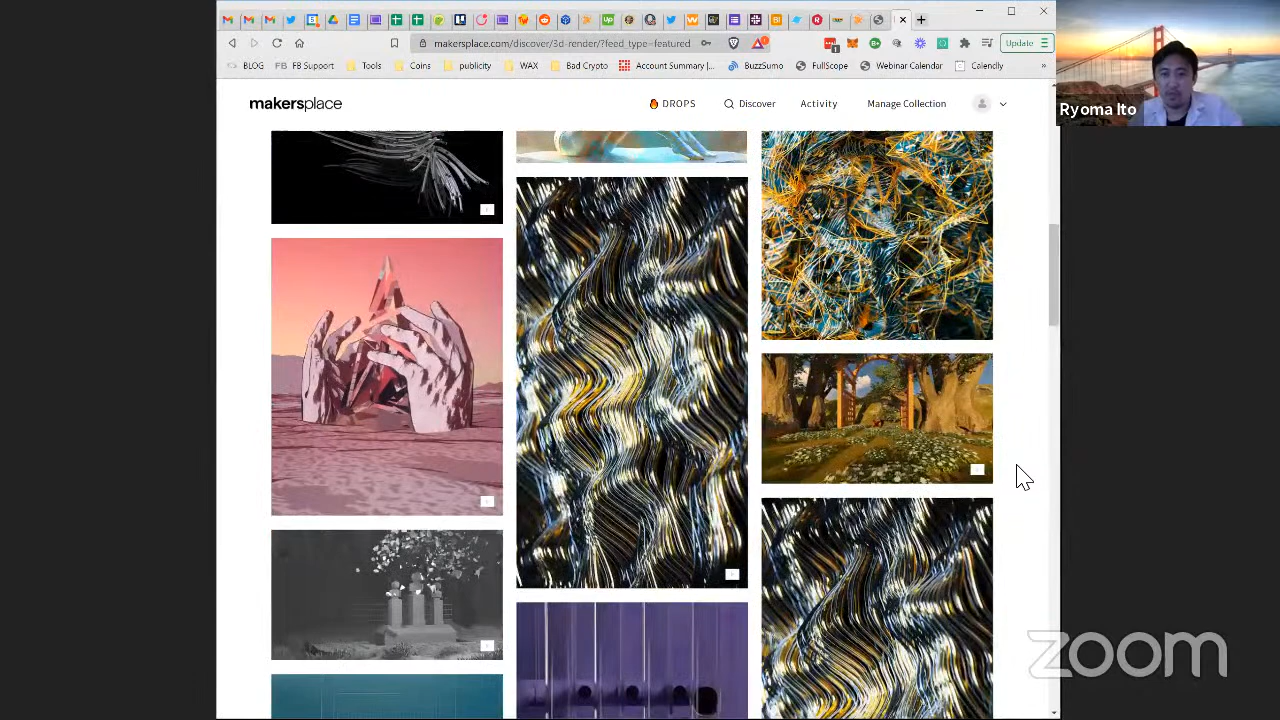 makersplace.com/discover/3d-render/?feed_type=featured
Update
BLOG
FB Support
Tools
Coins
publicity
WAX
Bad Crypto
Account Summary |...
BuzzSumo
FullScope
Webinar Calendar
Calendly
»
makersplace
DROPS
Discover
Activity
Manage Collection
Ryoma Ito
zoom